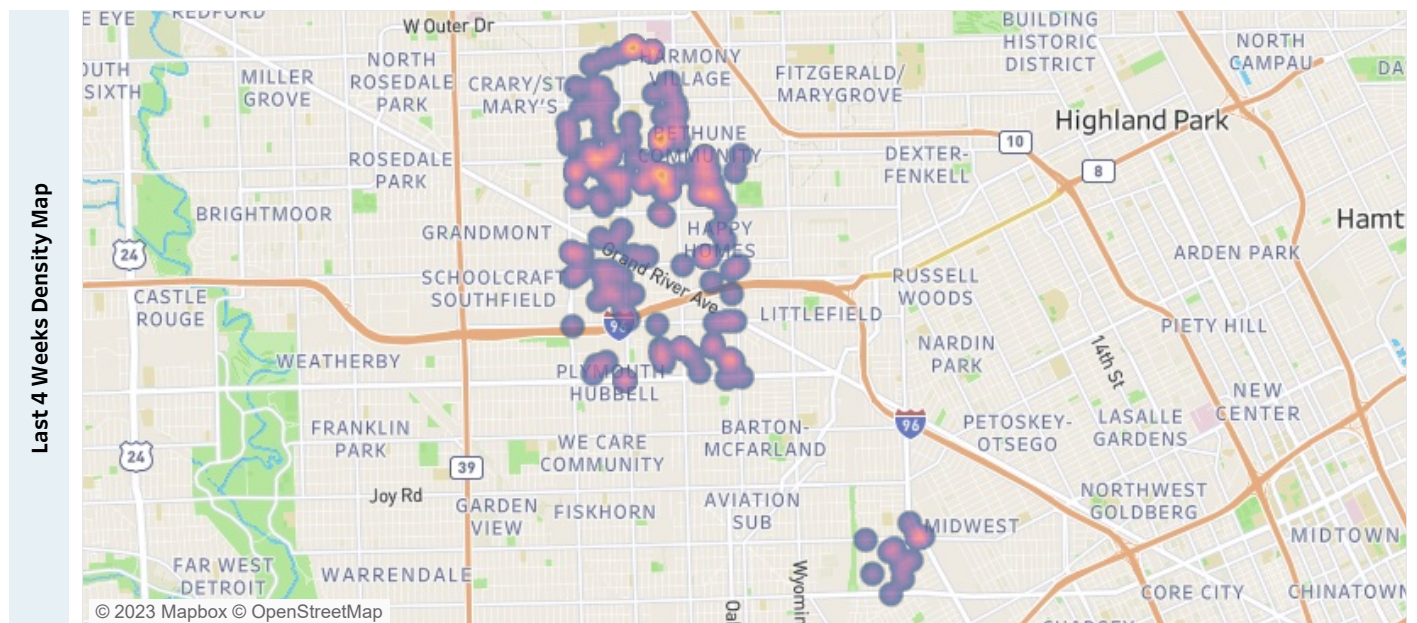 Last 4 Weeks Density Map
E EYE
REDFORD
W Outer Dr
BUILDING
HISTORIC
DISTRICT
NORTH
CAMPAU
OUTH
SIXTH
MILLER
GROVE
NORTH
ROSEDALE
PARK
CRARY/ST
MARY'S
HARMONY
VILLAGE
FITZGERALD/
MARYGROVE
DA
Highland Park
10
8
ROSEDALE
PARK
BETHUNE
COMMUNITY
DEXTER-
FENKELL
BRIGHTMOOR
GRANDMONT
HAPPY
HOMES
Hamt
24
ARDEN PARK
Grand River Ave
SCHOOLCRAFT
SOUTHFIELD
RUSSELL
WOODS
CASTLE
ROUGE
96
LITTLEFIELD
PIETY HILL
WEATHERBY
NARDIN
PARK
14th St
PLYMOUTH
HUBBELL
NEW
CENTER
FRANKLIN
PARK
WE CARE
COMMUNITY
BARTON-
MCFARLAND
96
PETOSKEY-
OTSEGO
LASALLE
GARDENS
24
39
Joy Rd
GARDEN
VIEW
FISKHORN
AVIATION
SUB
NORTHWEST
GOLDBERG
MIDWEST
MIDTOWN
FAR WEST
DETROIT
WARRENDALE
Wyomin
Oa
CORE CITY
CHINATOWN
© 2023 Mapbox © OpenStreetMap